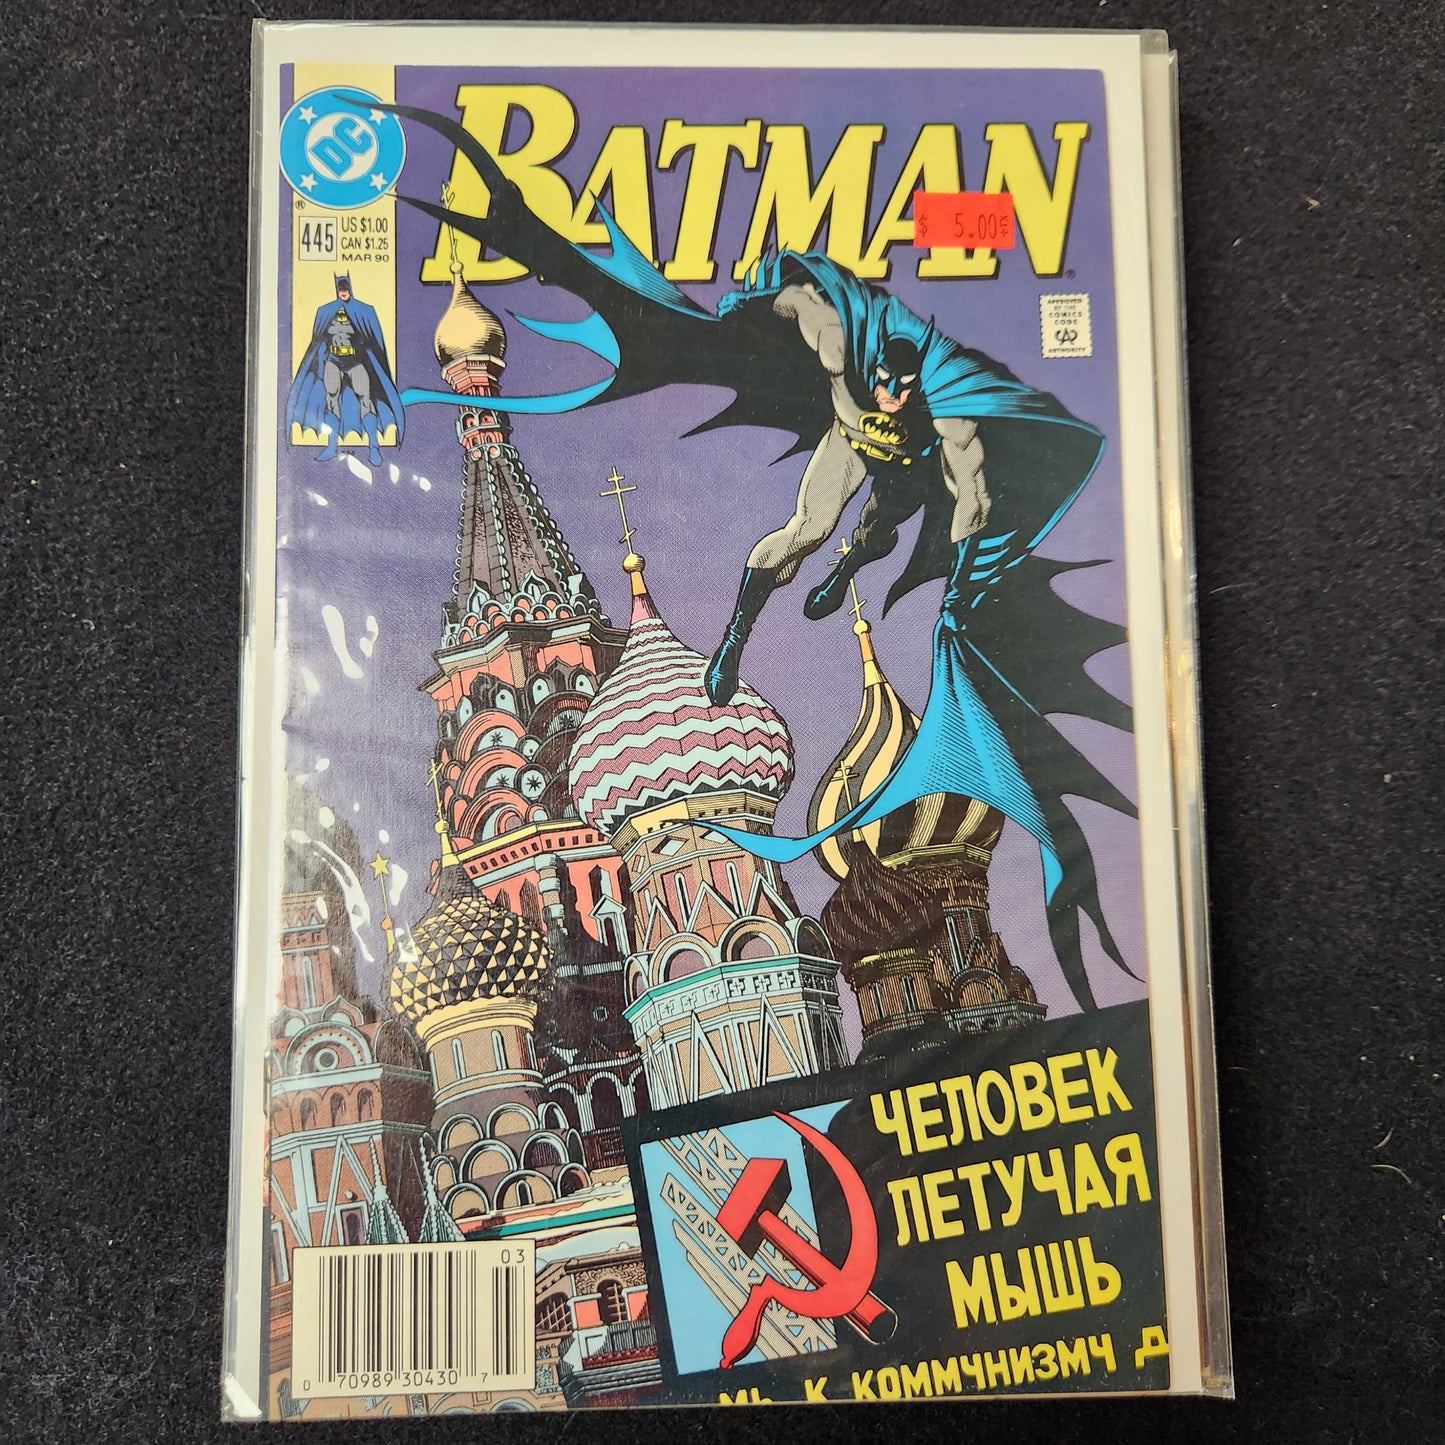 DC
BATMAN
$ 5.00
®
445
US $1.00
CAN $1.25
MAR 90
®
APPROVED
BY THE
COMICS
CODE
CA
AUTHORITY
ЧЕЛОВЕК
ЛЕТУЧАЯ
МЫШЬ
К КОММЧНИЗМЧ Д
03
0 70989 30430 7